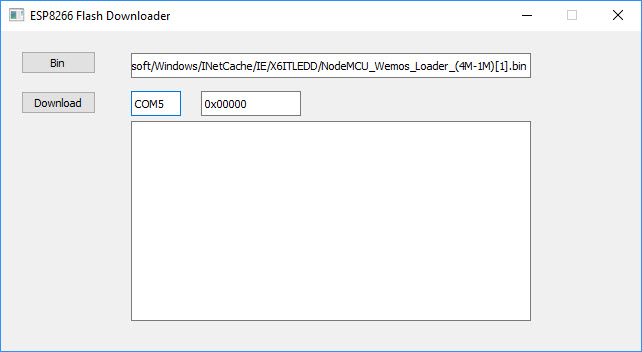 ESP8266 Flash Downloader
Bin
soft/Windows/INetCache/IE/X6ITLEDD/NodeMCU_Wemos_Loader_(4M-1M)[1].bin
Download
COM5
0x00000